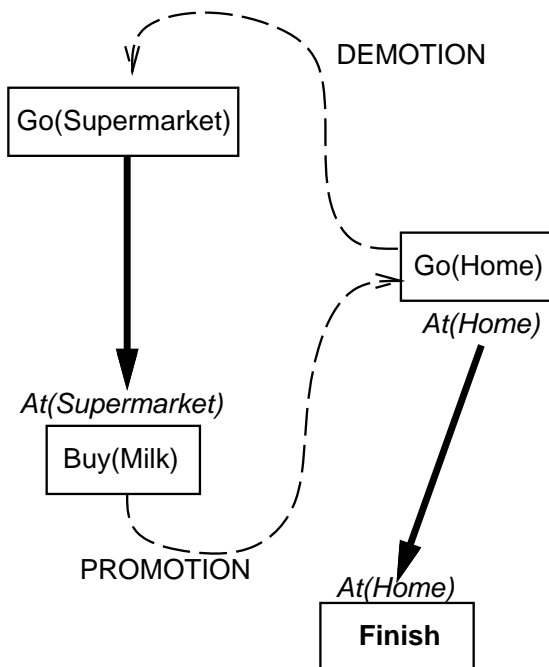 DEMOTION
Go(Supermarket)
Go(Home)
At(Home)
At(Supermarket)
Buy(Milk)
PROMOTION
At(Home)
Finish